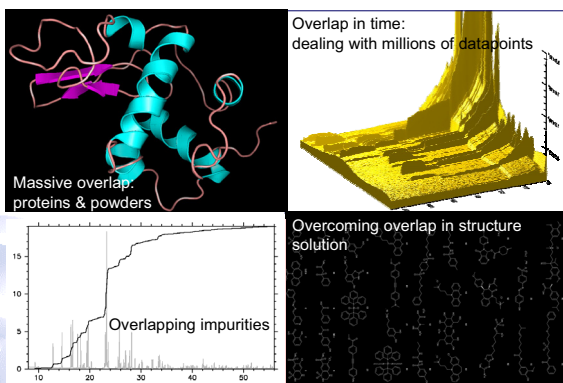 Massive overlap:
proteins & powders
Overlap in time:
dealing with millions of datapoints
15
10
5
0
10
20
30
40
50
Overlapping impurities
Overcoming overlap in structure
solution